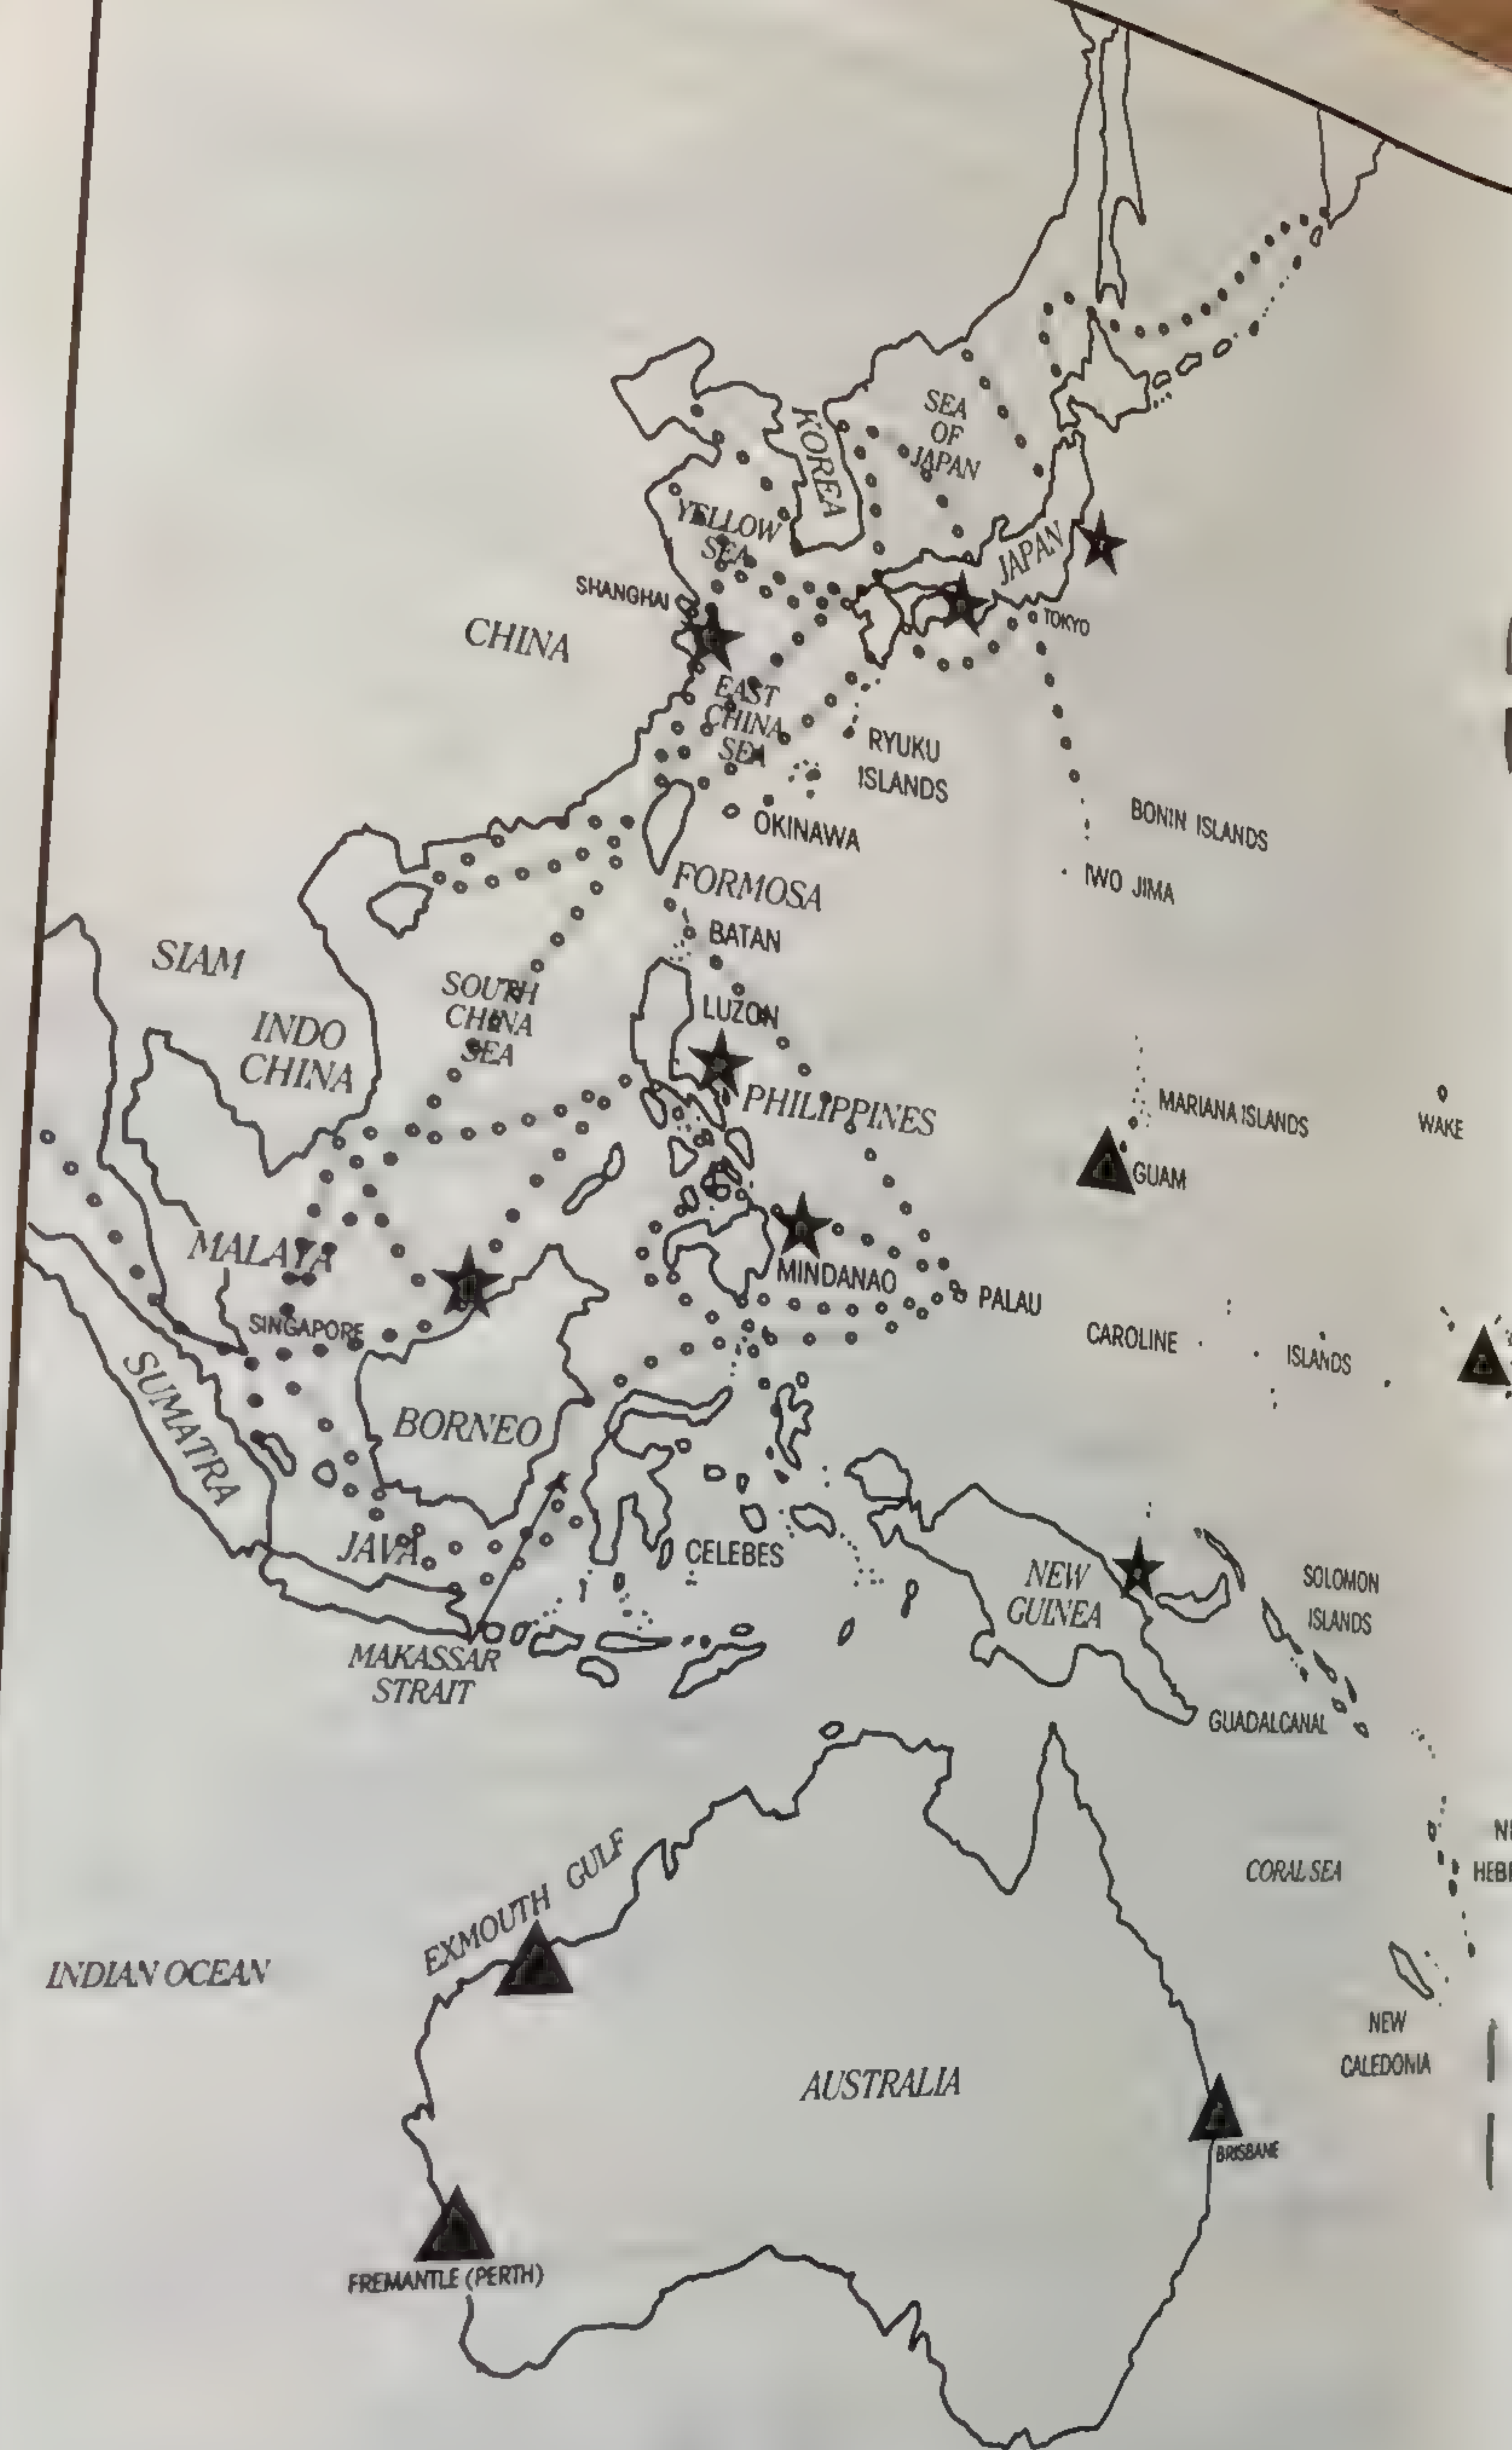 SEA
OF
JAPAN
KOREA
YELLOW
SEA
JAPAN
SHANGHAI
TOKYO
CHINA
EAST
CHINA
SEA
RYUKU
ISLANDS
OKINAWA
BONIN ISLANDS
FORMOSA
IWO JIMA
BATAN
SIAM
SOUTH
CHINA
SEA
LUZON
INDO
CHINA
PHILIPPINES
MARIANA ISLANDS
WAKE
GUAM
MALAYA
MINDANAO
PALAU
SINGAPORE
CAROLINE
ISLANDS
SUMATRA
BORNEO
JAVA
CELEBES
NEW
GUINEA
SOLOMON
ISLANDS
MAKASSAR
STRAIT
GUADALCANAL
EXMOUTH GULF
CORAL SEA
HEB
INDIAN OCEAN
NEW
CALEDONIA
AUSTRALIA
BRISBANE
FREMANTLE (PERTH)